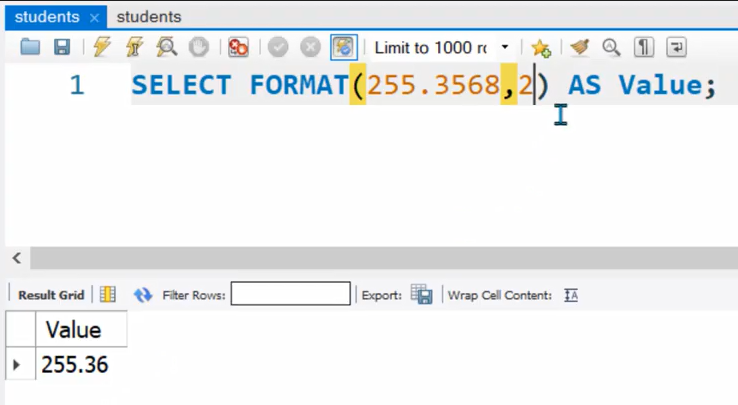 students × students
Limit to 1000 rc
1 SELECT FORMAT(255.3568,2) AS Value;
Result Grid Filter Rows: Export: Wrap Cell Content:
Value
255.36